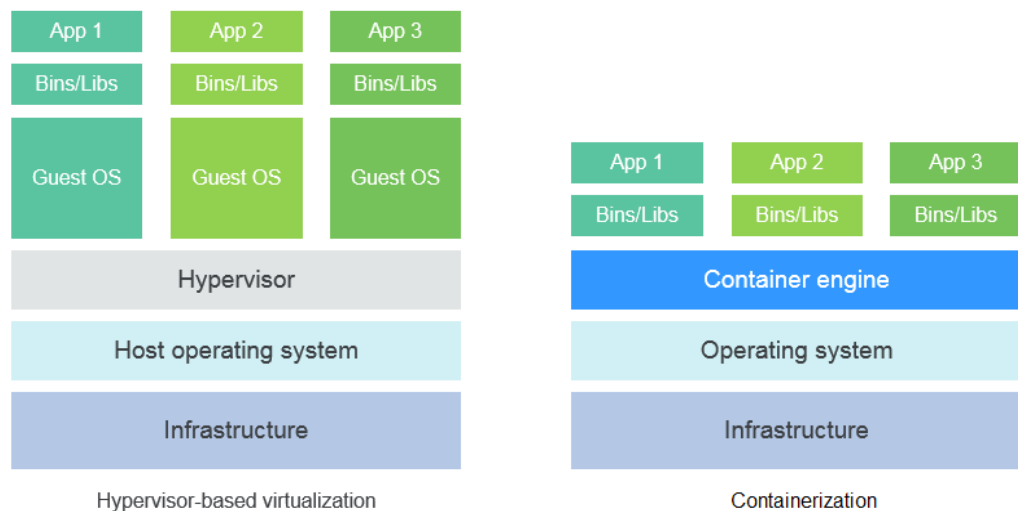 App 1
App 2
App 3
Bins/Libs
Bins/Libs
Bins/Libs
Guest OS
Guest OS
Guest OS
Hypervisor
Host operating system
Infrastructure
Hypervisor-based virtualization
App 1
App 2
App 3
Bins/Libs
Bins/Libs
Bins/Libs
Container engine
Operating system
Infrastructure
Containerization